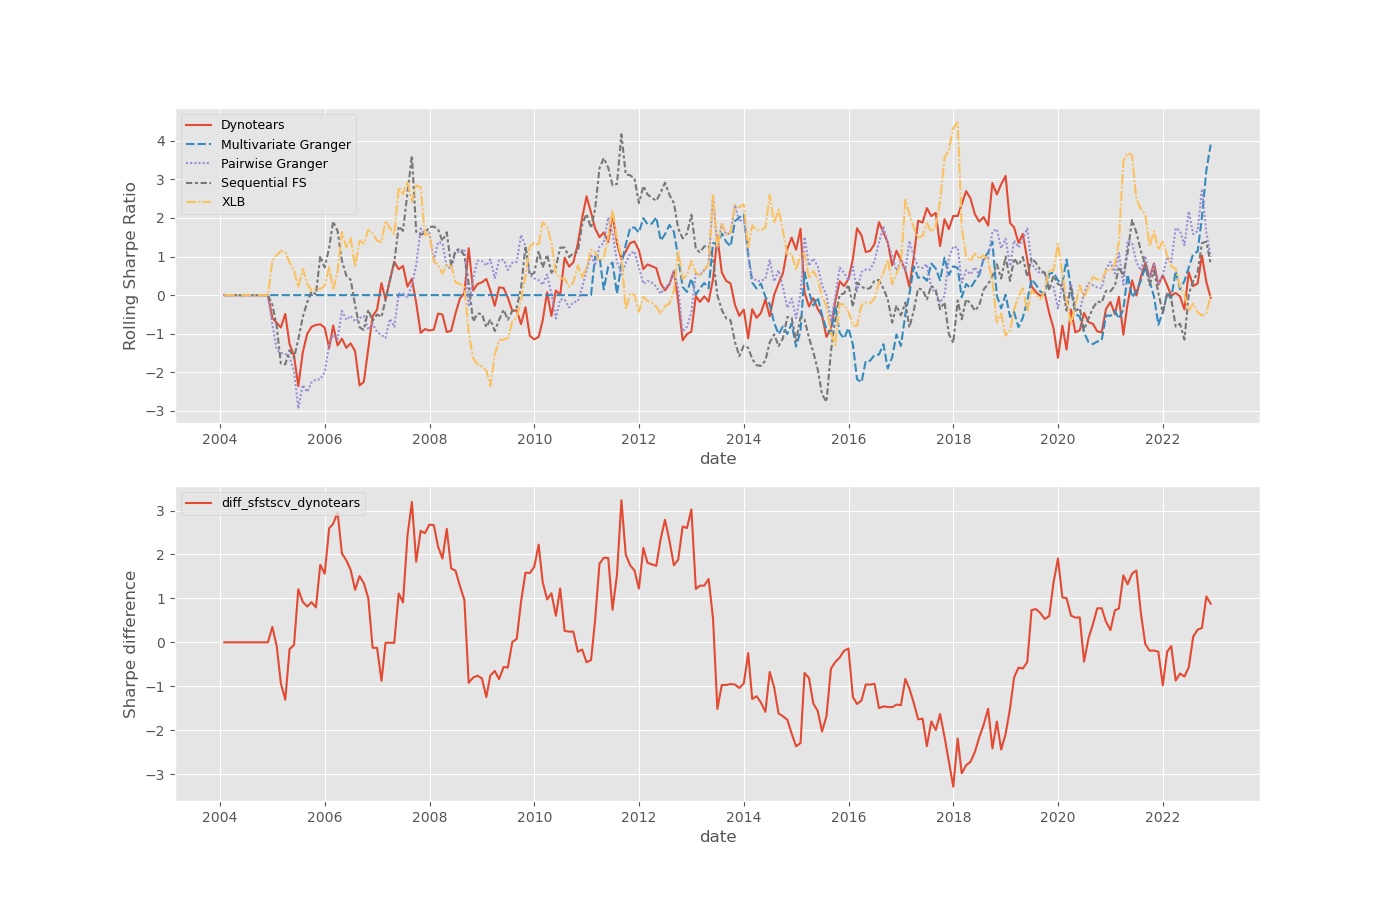 Rolling Sharpe Ratio
4
3
2
1
0
−1
−2
−3
Dynotears
Multivariate Granger
Pairwise Granger
Sequential FS
XLB
2004 2006 2008 2010 2012 2014 2016 2018 2020 2022
date
Sharpe difference
3
2
1
0
−1
−2
−3
diff_sfstscv_dynotears
2004 2006 2008 2010 2012 2014 2016 2018 2020 2022
date